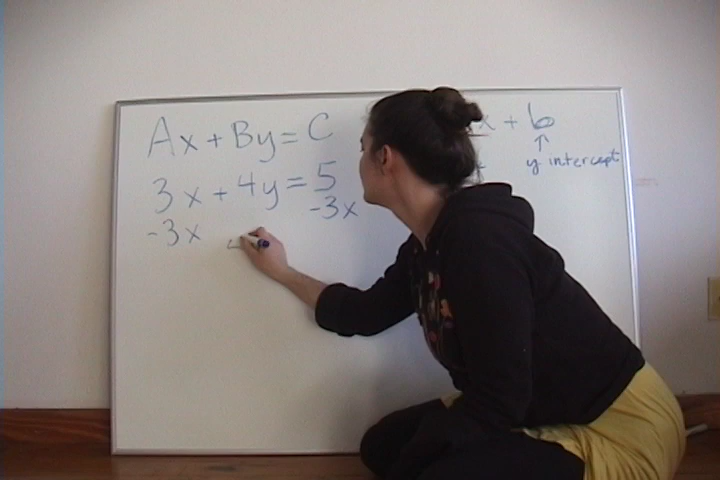 Ax + By = C
3x + 4y = 5
-3x
-3x
x + b
↑
y intercept